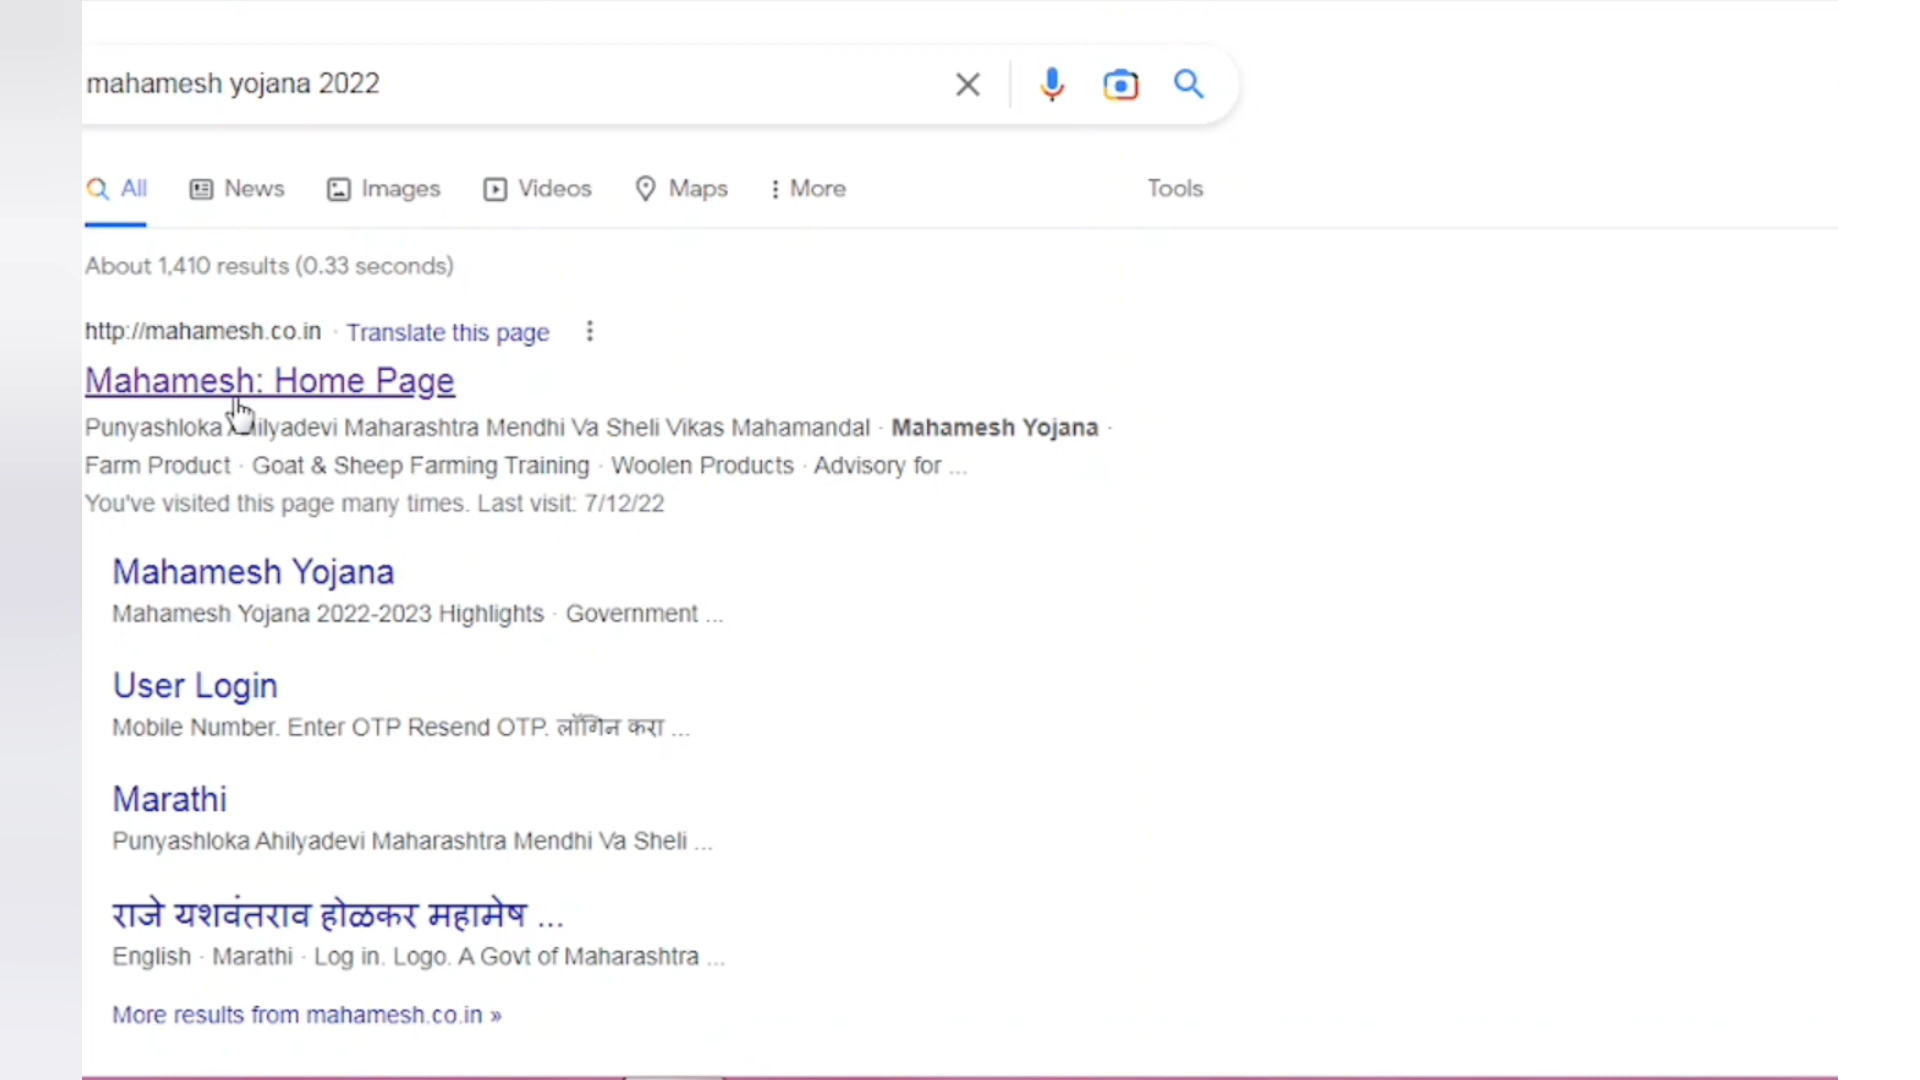 mahamesh yojana 2022
All News Images Videos Maps More Tools
About 1,410 results (0.33 seconds)
http://mahamesh.co.in · Translate this page
Mahamesh: Home Page
Punyashloka Ahilyadevi Maharashtra Mendhi Va Sheli Vikas Mahamandal · Mahamesh Yojana ·
Farm Product · Goat & Sheep Farming Training · Woolen Products · Advisory for ...
You've visited this page many times. Last visit: 7/12/22
Mahamesh Yojana
Mahamesh Yojana 2022-2023 Highlights · Government ...
User Login
Mobile Number. Enter OTP Resend OTP. लॉगिन करा ...
Marathi
Punyashloka Ahilyadevi Maharashtra Mendhi Va Sheli ...
राजे यशवंतराव होळकर महामेष ...
English · Marathi · Log in. Logo. A Govt of Maharashtra ...
More results from mahamesh.co.in »